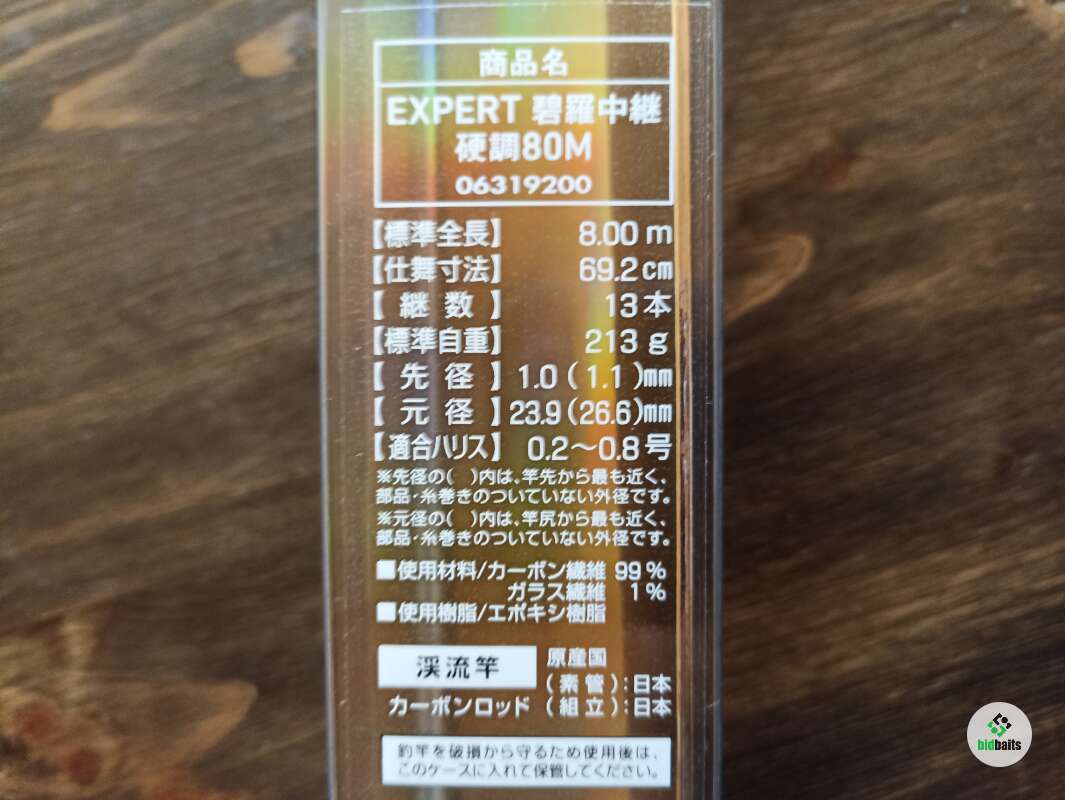 商品名
EXPERT 碧羅中継
硬調80M
06319200
【標準全長】 8.00 m
【仕舞寸法】 69.2cm
【 継 数 】 13本
【標準自重】 213 g
【 先 径 】 1.0 ( 1.1 )mm
【 元 径 】 23.9 (26.6)mm
【適合ハリス】 0.2〜0.8号
※先径の( )内は、竿先から最も近く、
部品・糸巻きのついていない外径です。
※元径の( )内は、竿尻から最も近く、
部品・糸巻きのついていない外径です。
■使用材料/カーボン繊維 99%
ガラス繊維 1%
■使用樹脂/エポキシ樹脂
渓流竿 原産国
(素管):日本
カーボンロッド (組立):日本
釣竿を破損から守るため使用後は、
このケースに入れて保管してください。
bidbaits